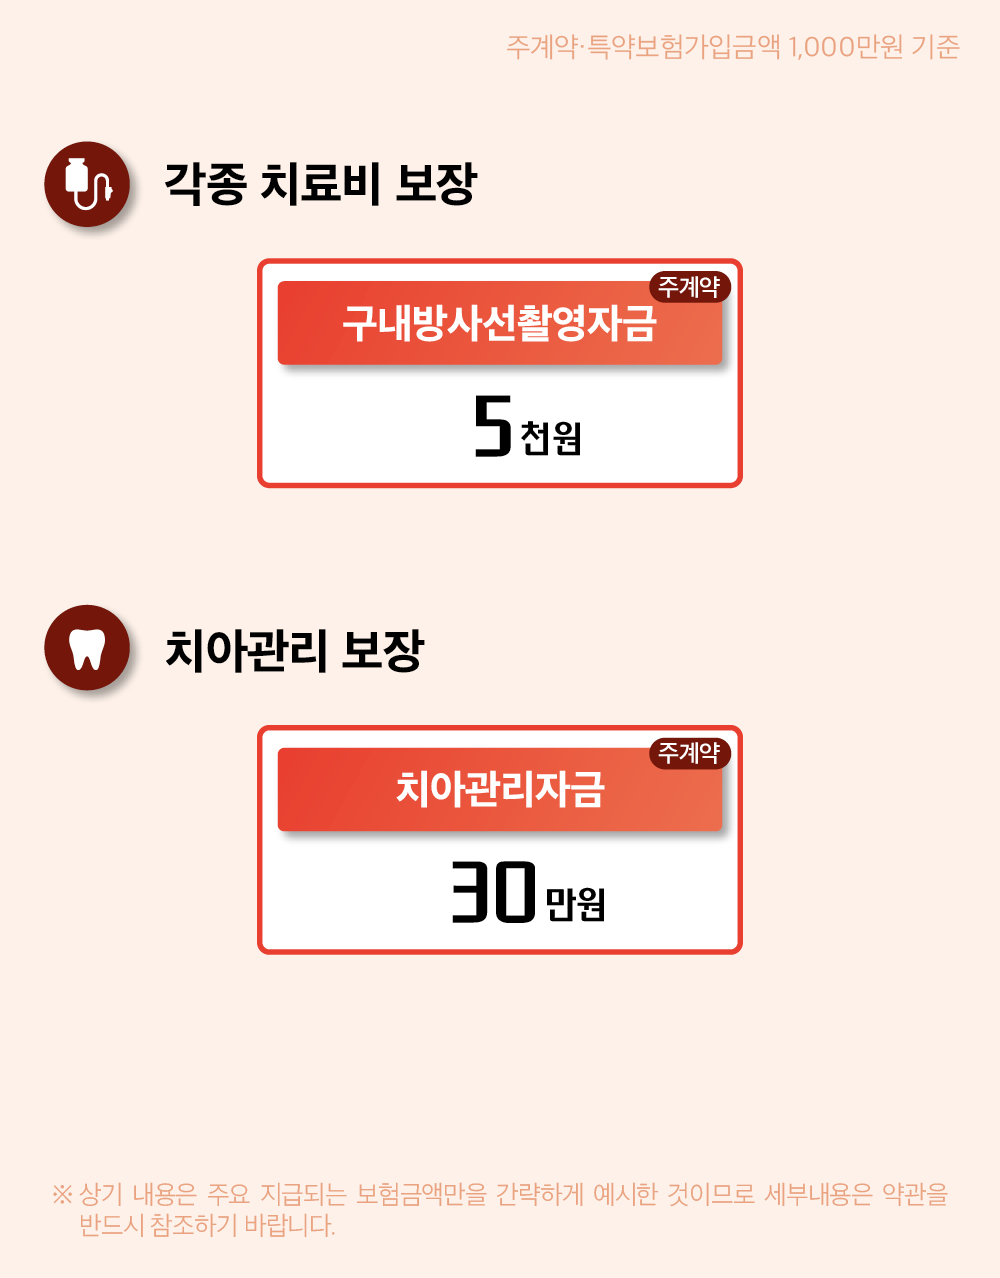 주계약·특약보험가입금액 1,000만원 기준
각종 치료비 보장
주계약
구내방사선촬영자금
5천원
치아관리 보장
주계약
치아관리자금
30만원
※ 상기 내용은 주요 지급되는 보험금액만을 간략하게 예시한 것이므로 세부내용은 약관을
반드시 참조하기 바랍니다.